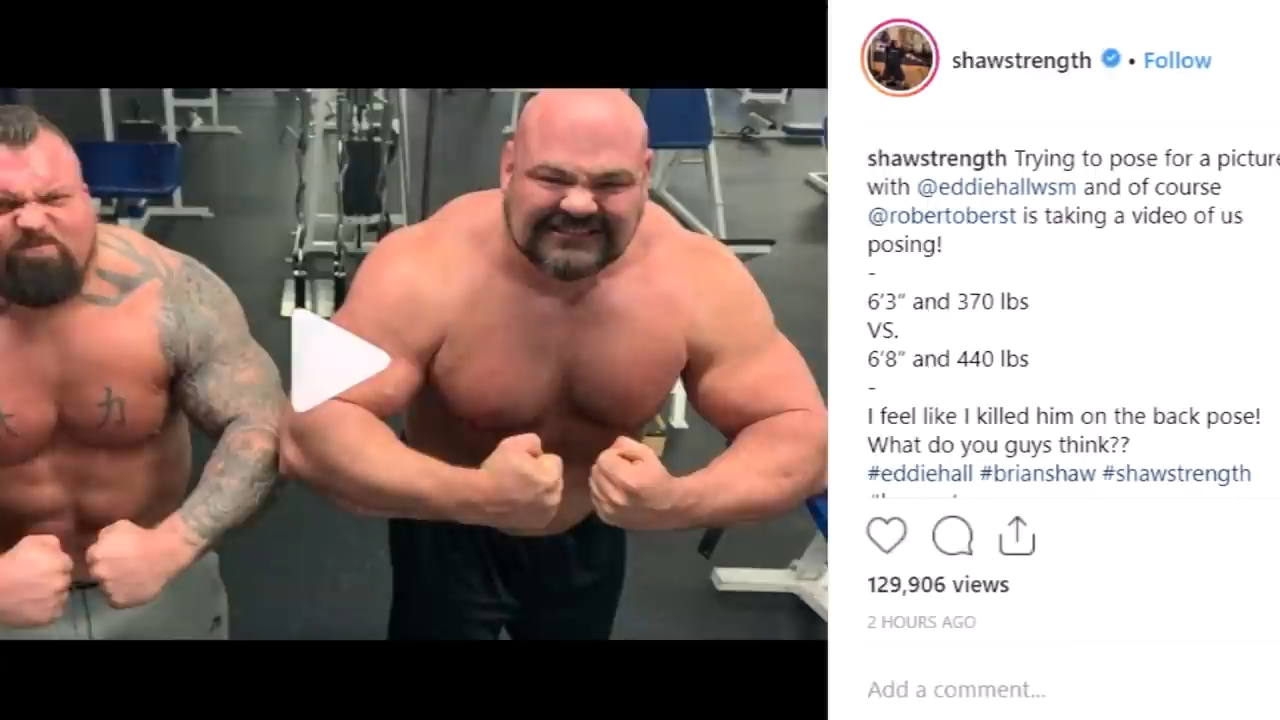 shawstrength • Follow
shawstrength Trying to pose for a picture
with @eddiehallwsm and of course
@robertoberst is taking a video of us
posing!
-
6’3” and 370 lbs
VS.
6’8” and 440 lbs
-
I feel like I killed him on the back pose!
What do you guys think??
#eddiehall #brianshaw #shawstrength
129,906 views
2 HOURS AGO
Add a comment...
力